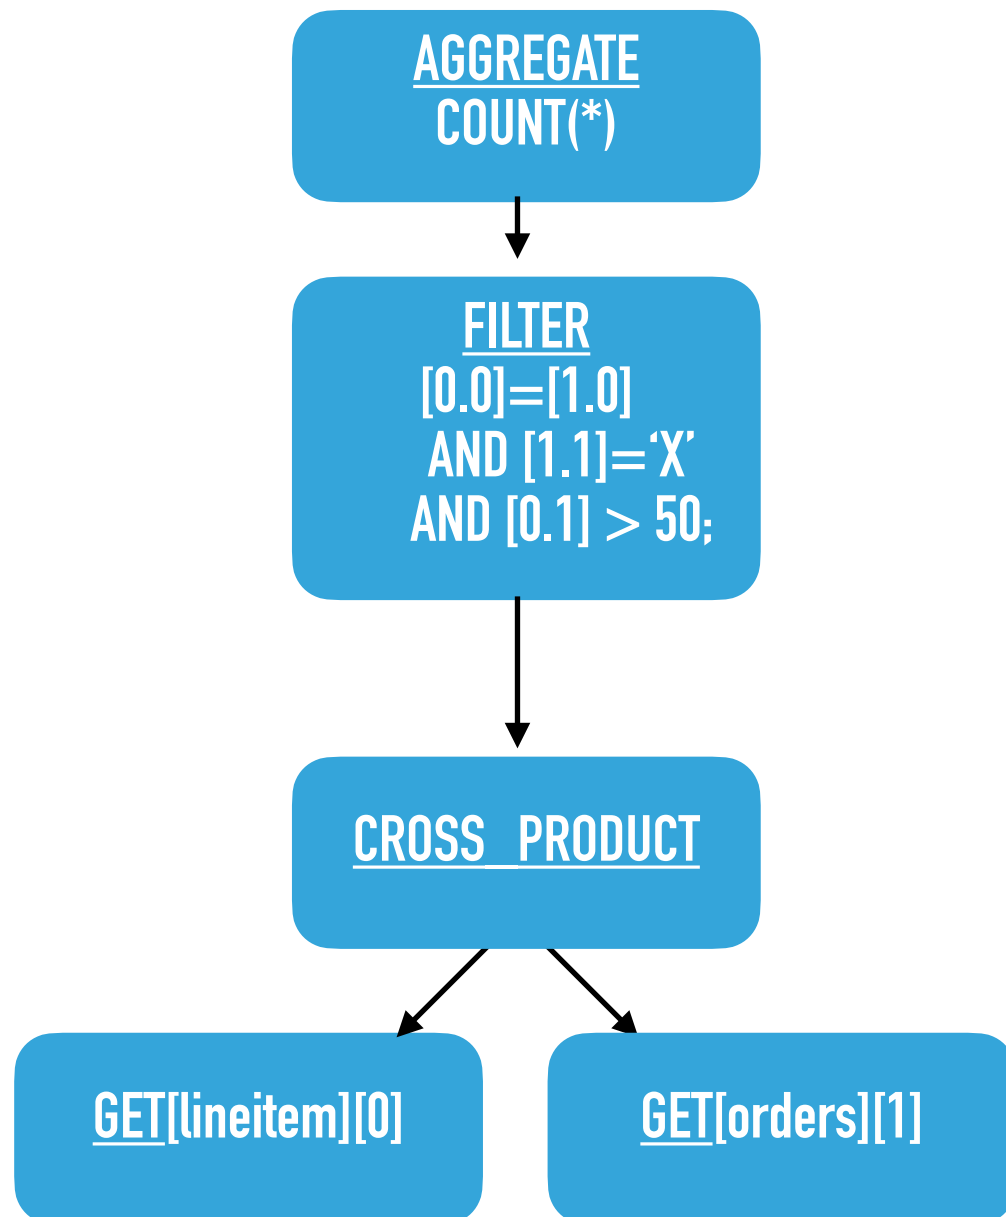 AGGREGATE
COUNT(*)
FILTER
[0.0]=[1.0]
AND [1.1]=‘X’
AND [0.1] > 50;
CROSS_PRODUCT
GET[lineitem][0]
GET[orders][1]